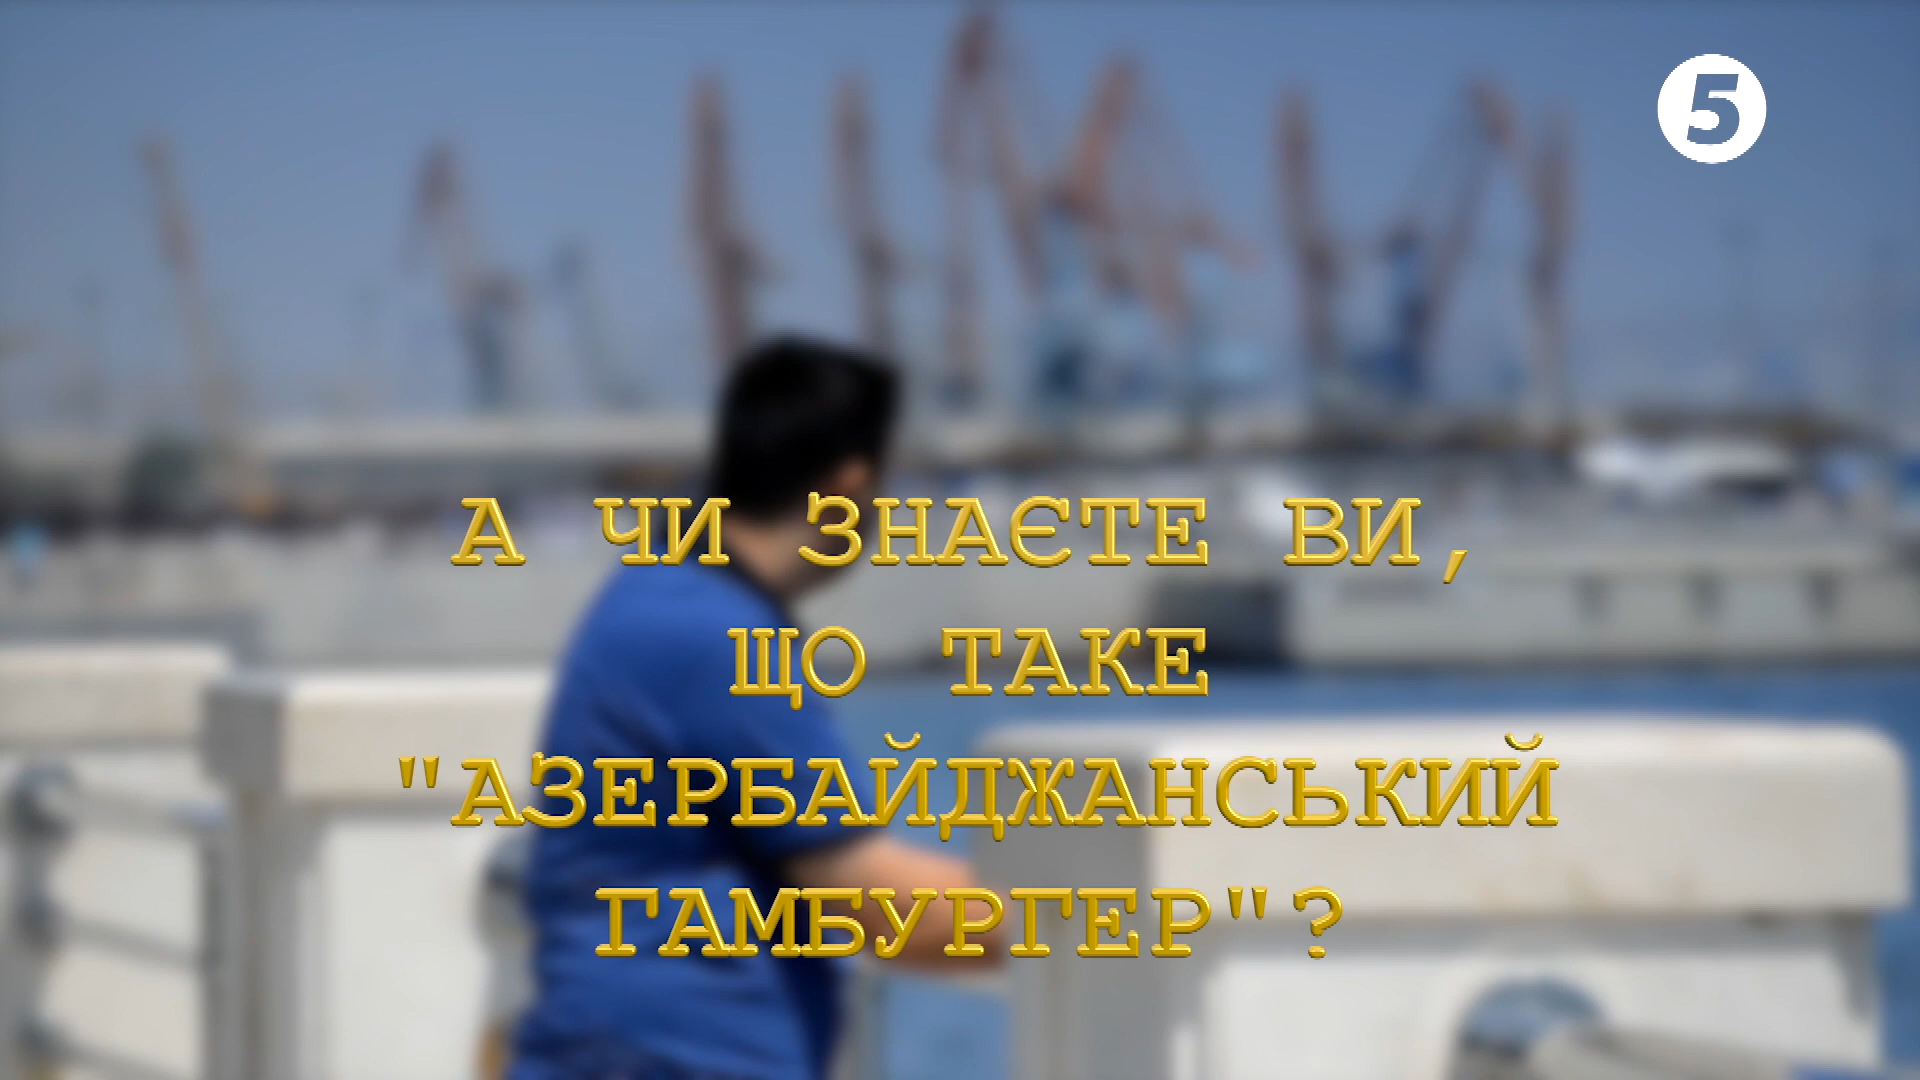 5
А ЧИ ЗНАЄТЕ ВИ,
ЩО ТАКЕ
"АЗЕРБАЙДЖАНСЬКИЙ
ГАМБУРГЕР"?